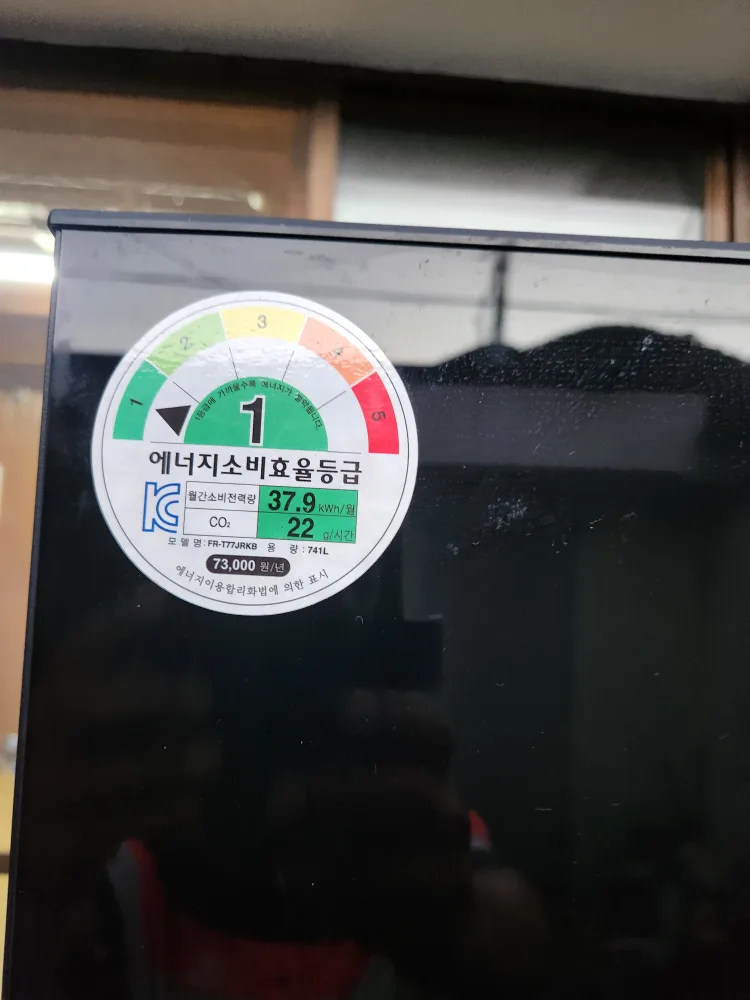 1 2 3 4 5
1등급에 가까울수록 에너지가 절약됩니다.
1
에너지소비효율등급
월간소비전력량 37.9 kWh/월
CO₂ 22 g/시간
모 델 명 : FR-T77JRKB 용 량 : 741L
73,000 원/년
에너지이용합리화법에 의한 표시